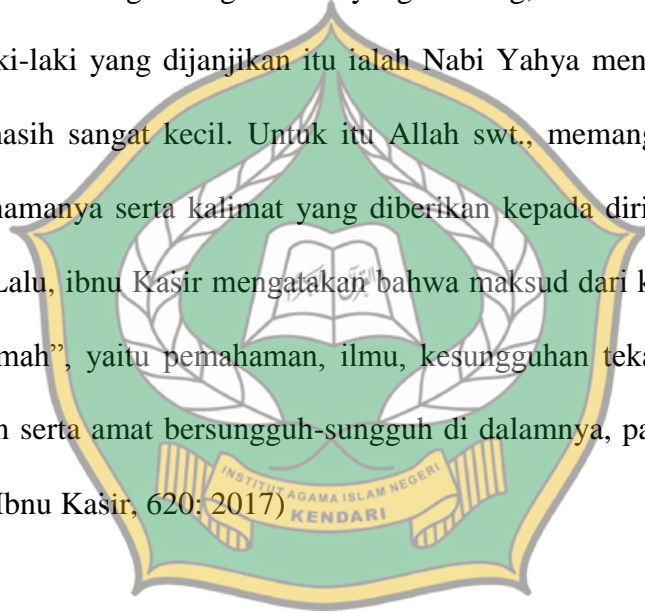 ki-laki yang dijanjikan itu ialah Nabi Yahya men
masih sangat kecil. Untuk itu Allah swt., memang
namanya serta kalimat yang diberikan kepada diri
Lalu, ibnu Kaṡir mengatakan bahwa maksud dari k
mah”, yaitu pemahaman, ilmu, kesungguhan teka
serta amat bersungguh-sungguh di dalamnya, pa
Ibnu Kaṡir, 620: 2017)
INSTITUT AGAMA ISLAM NEGERI
KENDARI